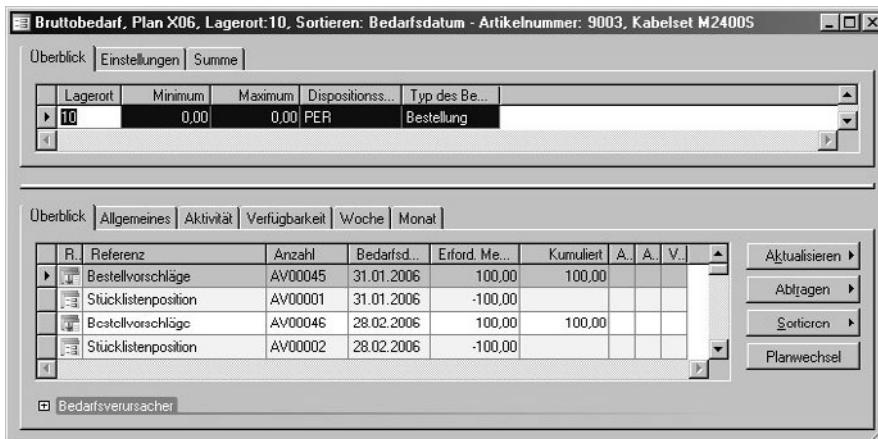 Bruttobedarf, Plan X06, Lagerort:10, Sortieren: Bedarfsdatum - Artikelnummer: 9003, Kabelset M2400S
Überblick Einstellungen Summe
Lagerort Minimum Maximum Dispositionss... Typ des Be...
10 0,00 0,00 PER Bestellung
Überblick Allgemeines Aktivität Verfügbarkeit Woche Monat
R.. Referenz Anzahl Bedarfsd... Erford. Me... Kumuliert A.. A.. V..
Bestellvorschläge AV00045 31.01.2006 100,00 100,00
Stücklistenposition AV00001 31.01.2006 -100,00
Bestellvorschläge AV00046 28.02.2006 100,00 100,00
Stücklistenposition AV00002 28.02.2006 -100,00
Aktualisieren
Abfragen
Sortieren
Planwechsel
Bedarfsverursacher